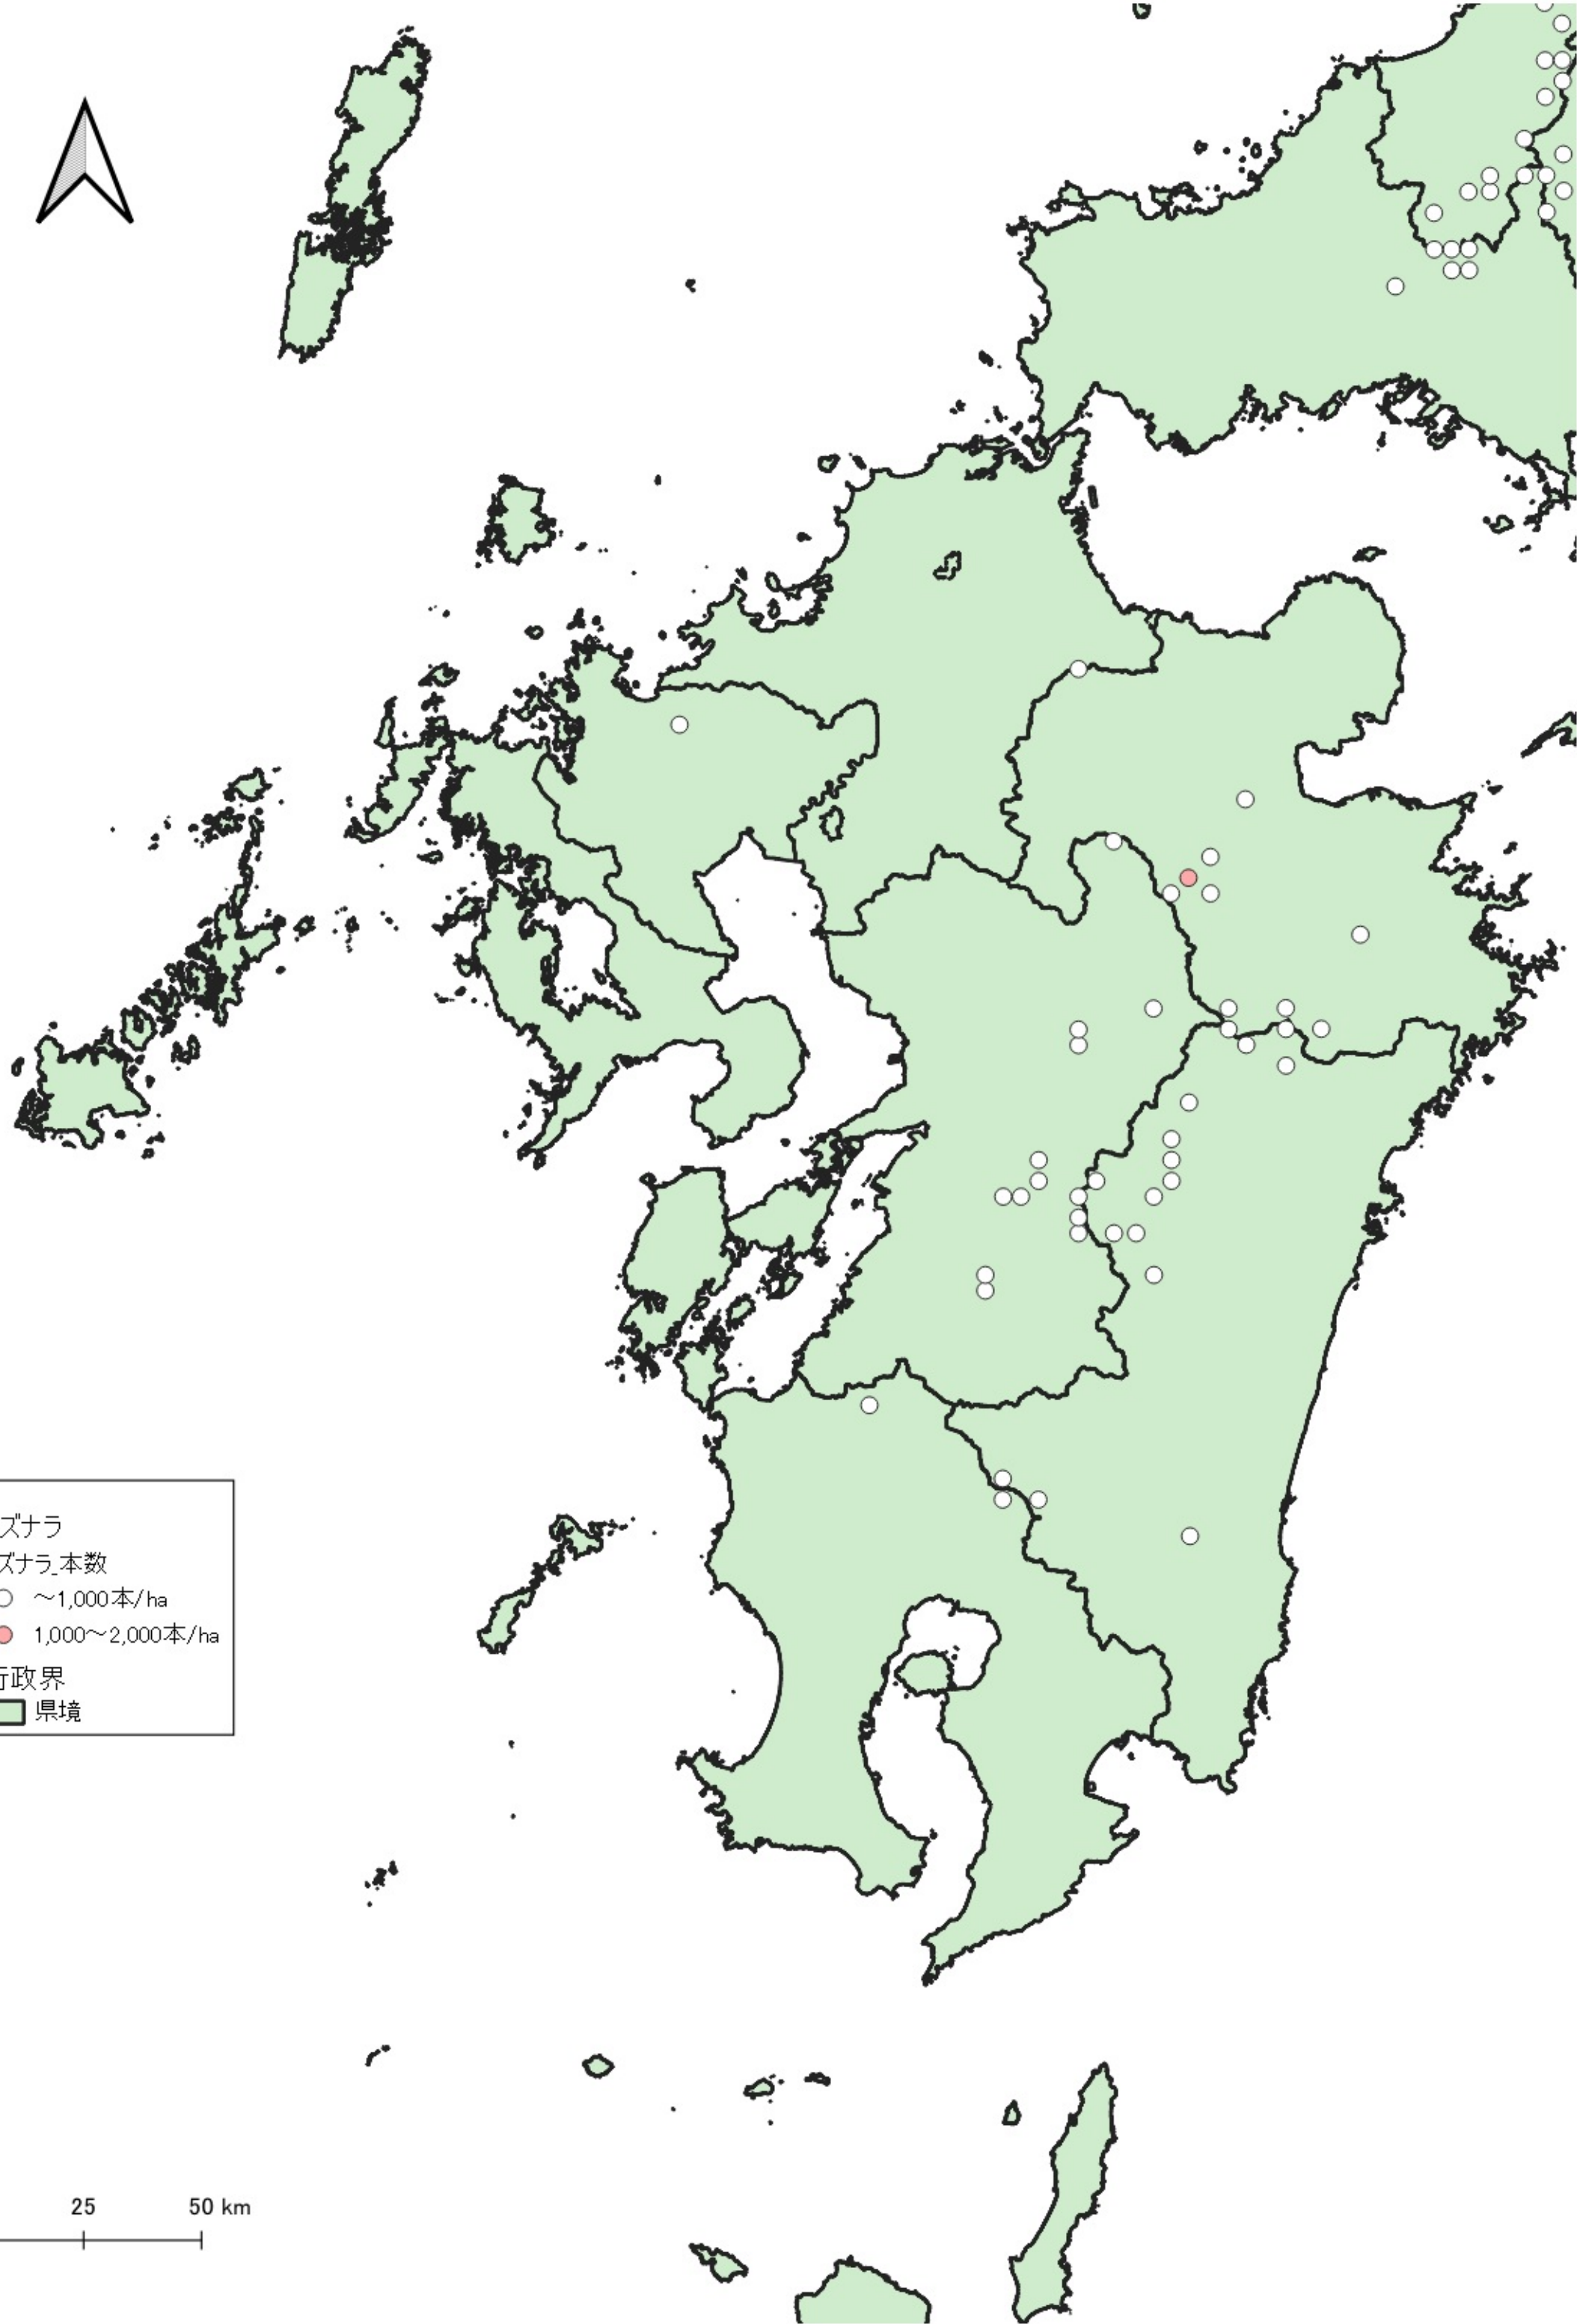 ズナラ
ズナラ_本数
～1,000本/ha
1,000～2,000本/ha
行政界
県境
25 50 km